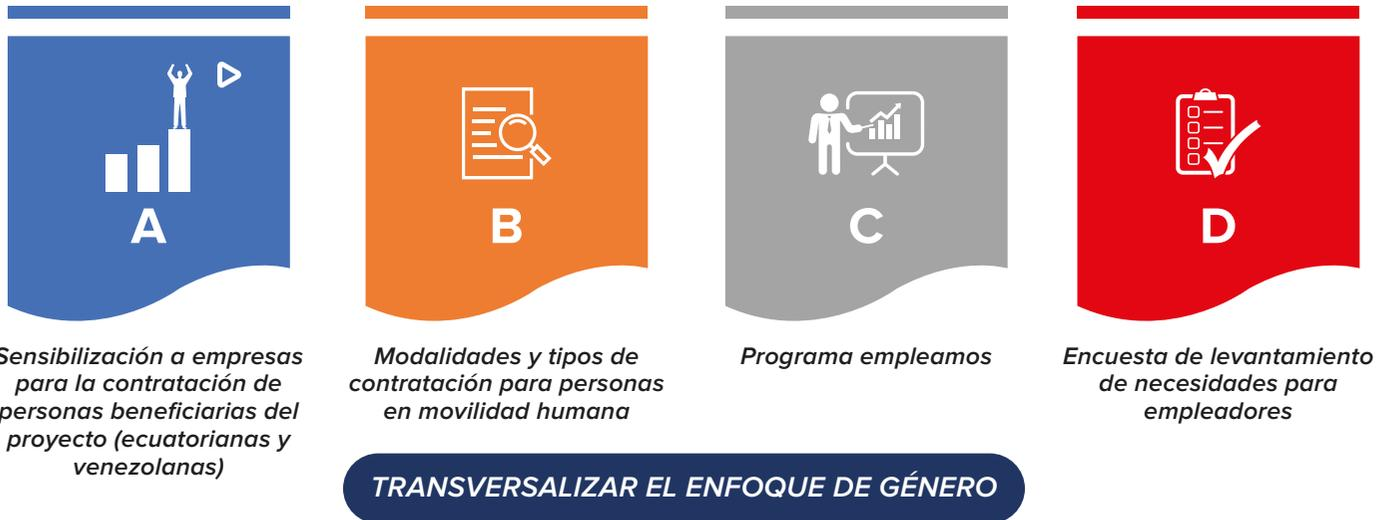 A
B
C
D
Sensibilización a empresas
para la contratación de
personas beneficiarias del
proyecto (ecuatorianas y
venezolanas)
Modalidades y tipos de
contratación para personas
en movilidad humana
Programa empleamos
Encuesta de levantamiento
de necesidades para
empleadores
TRANSVERSALIZAR EL ENFOQUE DE GÉNERO